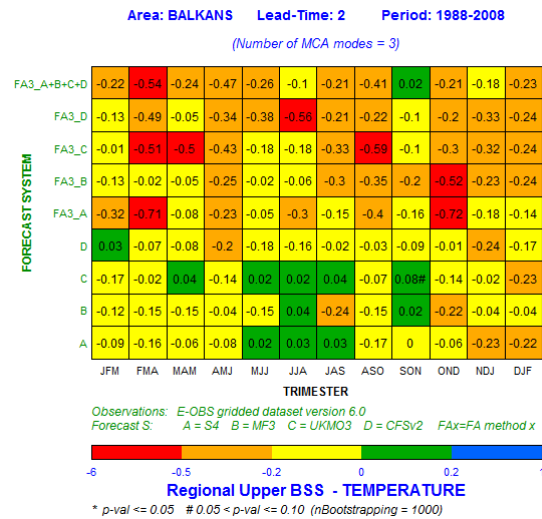 Area: BALKANS Lead-Time: 2 Period: 1988-2008
(Number of MCA modes = 3)
FA3_A+B+C+D -0.22 -0.54 -0.24 -0.47 -0.26 -0.1 -0.21 -0.41 0.02 -0.21 -0.18 -0.23
FA3_D -0.13 -0.49 -0.05 -0.34 -0.38 -0.56 -0.21 -0.22 -0.1 -0.2 -0.33 -0.24
FA3_C -0.01 -0.51 -0.5 -0.43 -0.18 -0.18 -0.33 -0.59 -0.1 -0.3 -0.32 -0.24
FA3_B -0.13 -0.02 -0.05 -0.25 -0.02 -0.06 -0.3 -0.35 -0.2 -0.52 -0.23 -0.24
FA3_A -0.32 -0.71 -0.08 -0.23 -0.05 -0.3 -0.15 -0.4 -0.16 -0.72 -0.18 -0.14
D 0.03 -0.07 -0.08 -0.2 -0.18 -0.16 -0.02 -0.03 -0.09 -0.01 -0.24 -0.17
C -0.17 -0.02 0.04 -0.14 0.02 0.02 0.04 -0.07 0.08# -0.14 -0.02 -0.23
B -0.12 -0.15 -0.15 -0.04 -0.15 0.04 -0.24 -0.15 0.02 -0.22 -0.04 -0.04
A -0.09 -0.16 -0.06 -0.08 0.02 0.03 0.03 -0.17 0 -0.06 -0.23 -0.22
FORECAST SYSTEM
JFM FMA MAM AMJ MJJ JJA JAS ASO SON OND NDJ DJF
TRIMESTER
Observations: E-OBS gridded dataset version 6.0
Forecast S: A = S4 B = MF3 C = UKMO3 D = CFSv2 FAx=FA method x
-6 -0.5 -0.2 0 0.2 1
Regional Upper BSS - TEMPERATURE
* p-val <= 0.05 # 0.05 < p-val <= 0.10 (nBootstrapping = 1000)